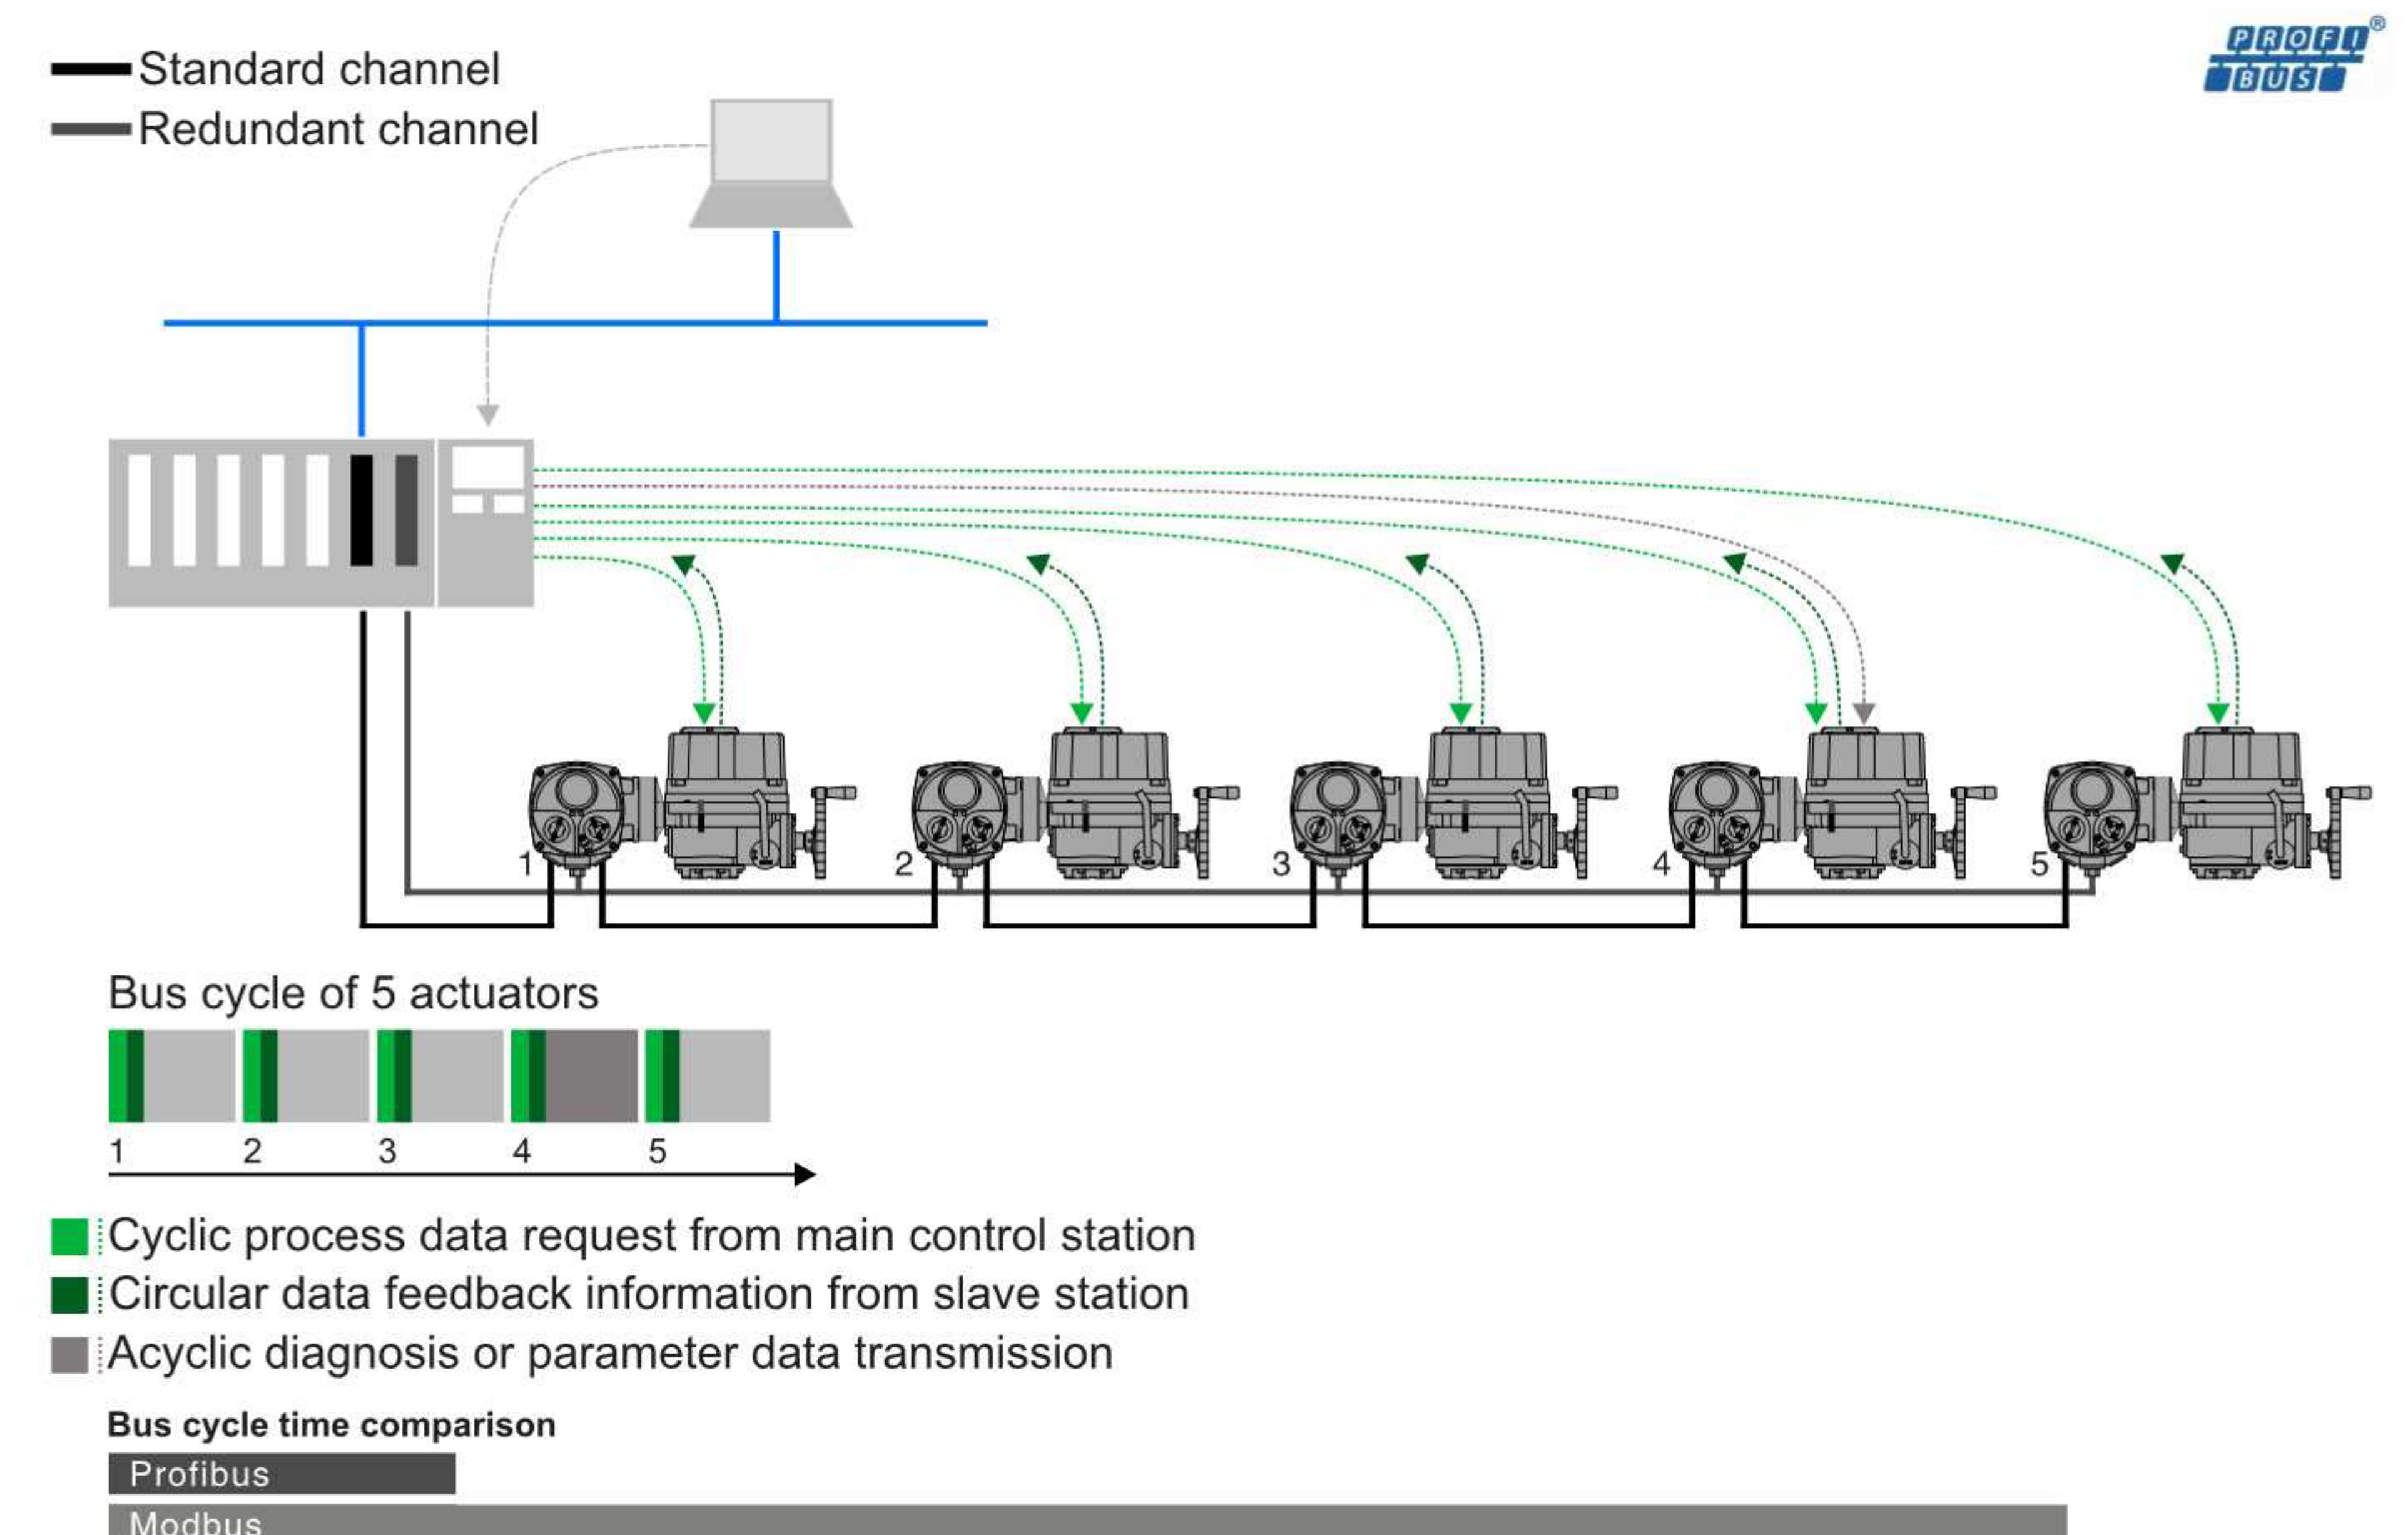 PROFI®
BUS
Standard channel
Redundant channel
1
2
3
4
5
Bus cycle of 5 actuators
1 2 3 4 5
Cyclic process data request from main control station
Circular data feedback information from slave station
Acyclic diagnosis or parameter data transmission
Bus cycle time comparison
Profibus
Modbus